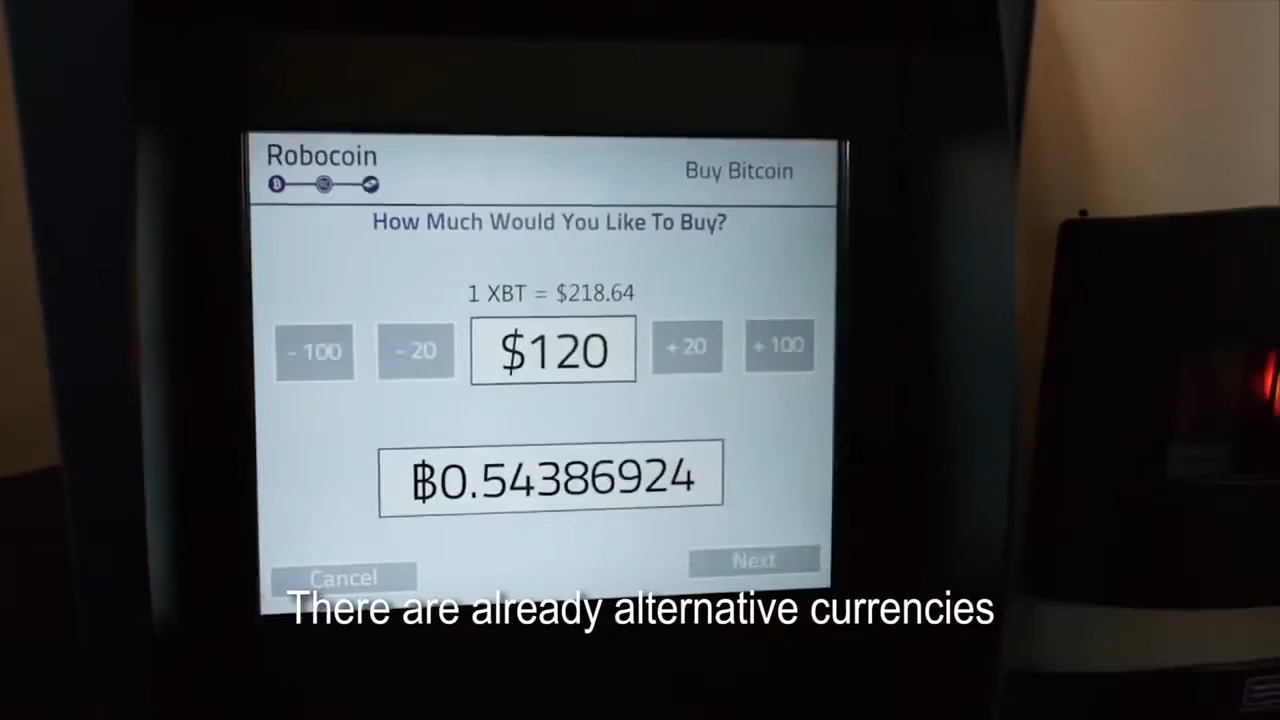 Robocoin
Buy Bitcoin
How Much Would You Like To Buy?
1 XBT = $218.64
- 100
- 20
$120
+ 20
+ 100
฿0.54386924
Cancel
Next
There are already alternative currencies